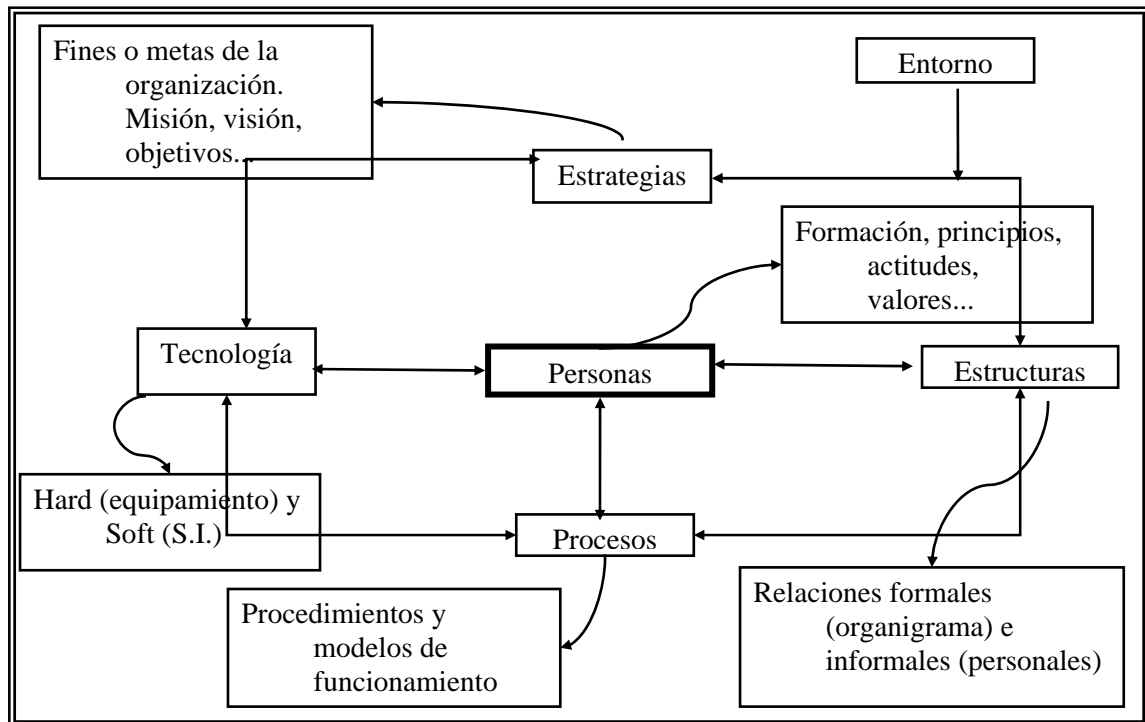 Fines o metas de la
organización.
Misión, visión,
objetivos...
Entorno
Estrategias
Formación, principios,
actitudes,
valores...
Tecnología
Personas
Estructuras
Hard (equipamiento) y
Soft (S.I.)
Procesos
Procedimientos y
modelos de
funcionamiento
Relaciones formales
(organigrama) e
informales (personales)